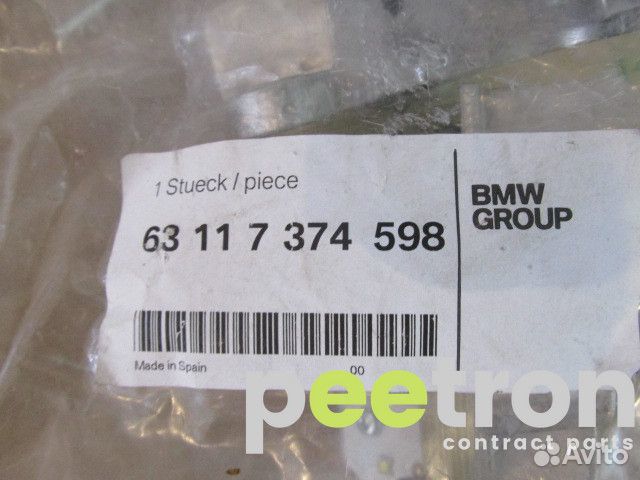 1 Stueck / piece
63 11 7 374 598
BMW
GROUP
Made in Spain
00
peetron
contract parts
Avito